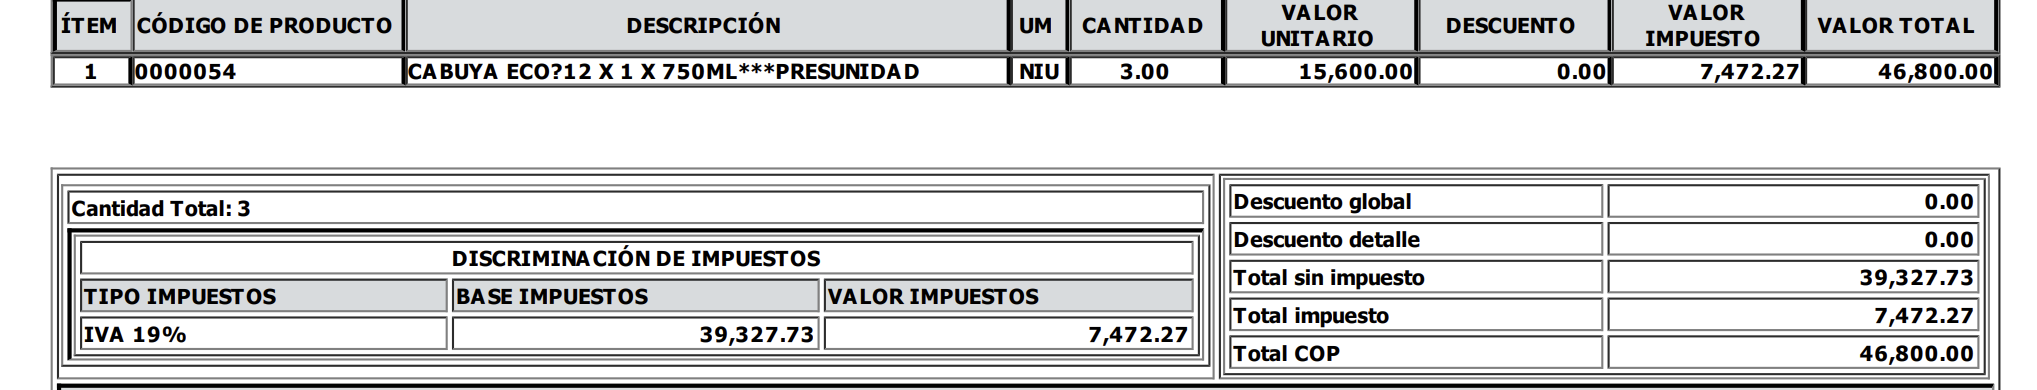 ÍTEM CÓDIGO DE PRODUCTO DESCRIPCIÓN UM CANTIDAD VALOR UNITARIO DESCUENTO VALOR IMPUESTO VALOR TOTAL
1 0000054 CABUYA ECO?12 X 1 X 750ML***PRESUNIDAD NIU 3.00 15,600.00 0.00 7,472.27 46,800.00
Cantidad Total: 3
DISCRIMINACIÓN DE IMPUESTOS
TIPO IMPUESTOS BASE IMPUESTOS VALOR IMPUESTOS
IVA 19% 39,327.73 7,472.27
Descuento global 0.00
Descuento detalle 0.00
Total sin impuesto 39,327.73
Total impuesto 7,472.27
Total COP 46,800.00